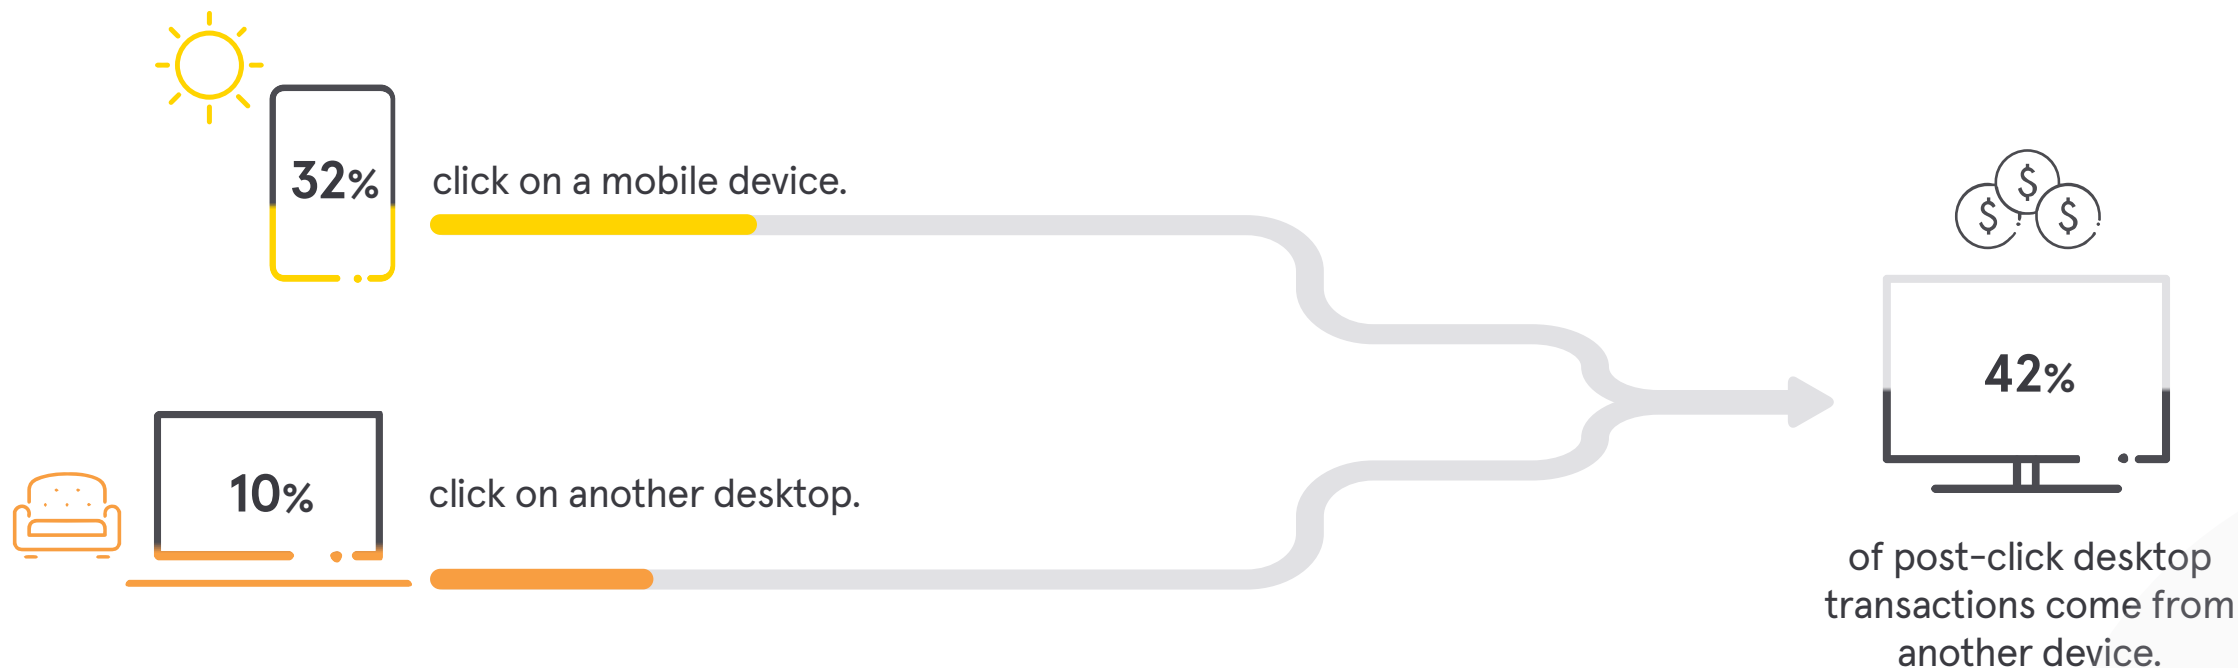 32%
click on a mobile device.
$
$ $
42%
10%
click on another desktop.
of post-click desktop
transactions come from
another device.